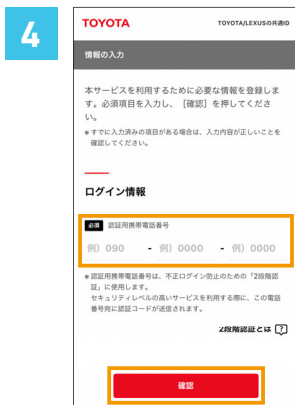 4
TOYOTA
TOYOTA/LEXUSの共通ID
情報の入力
本サービスを利用するために必要な情報を登録しま
す。必須項目を入力し、［確認］を押してくださ
い。
※すでに入力済みの項目がある場合は、入力内容が正しいことを
確認してください。
ログイン情報
必須 認証用携帯電話番号
例）090 - 例）0000 - 例）0000
※認証用携帯電話番号は、不正ログイン防止のための「2段階認
証」に使用します。
セキュリティレベルの高いサービスを利用する際に、この電話
番号宛に認証コードが送信されます。
2段階認証とは ?
確認